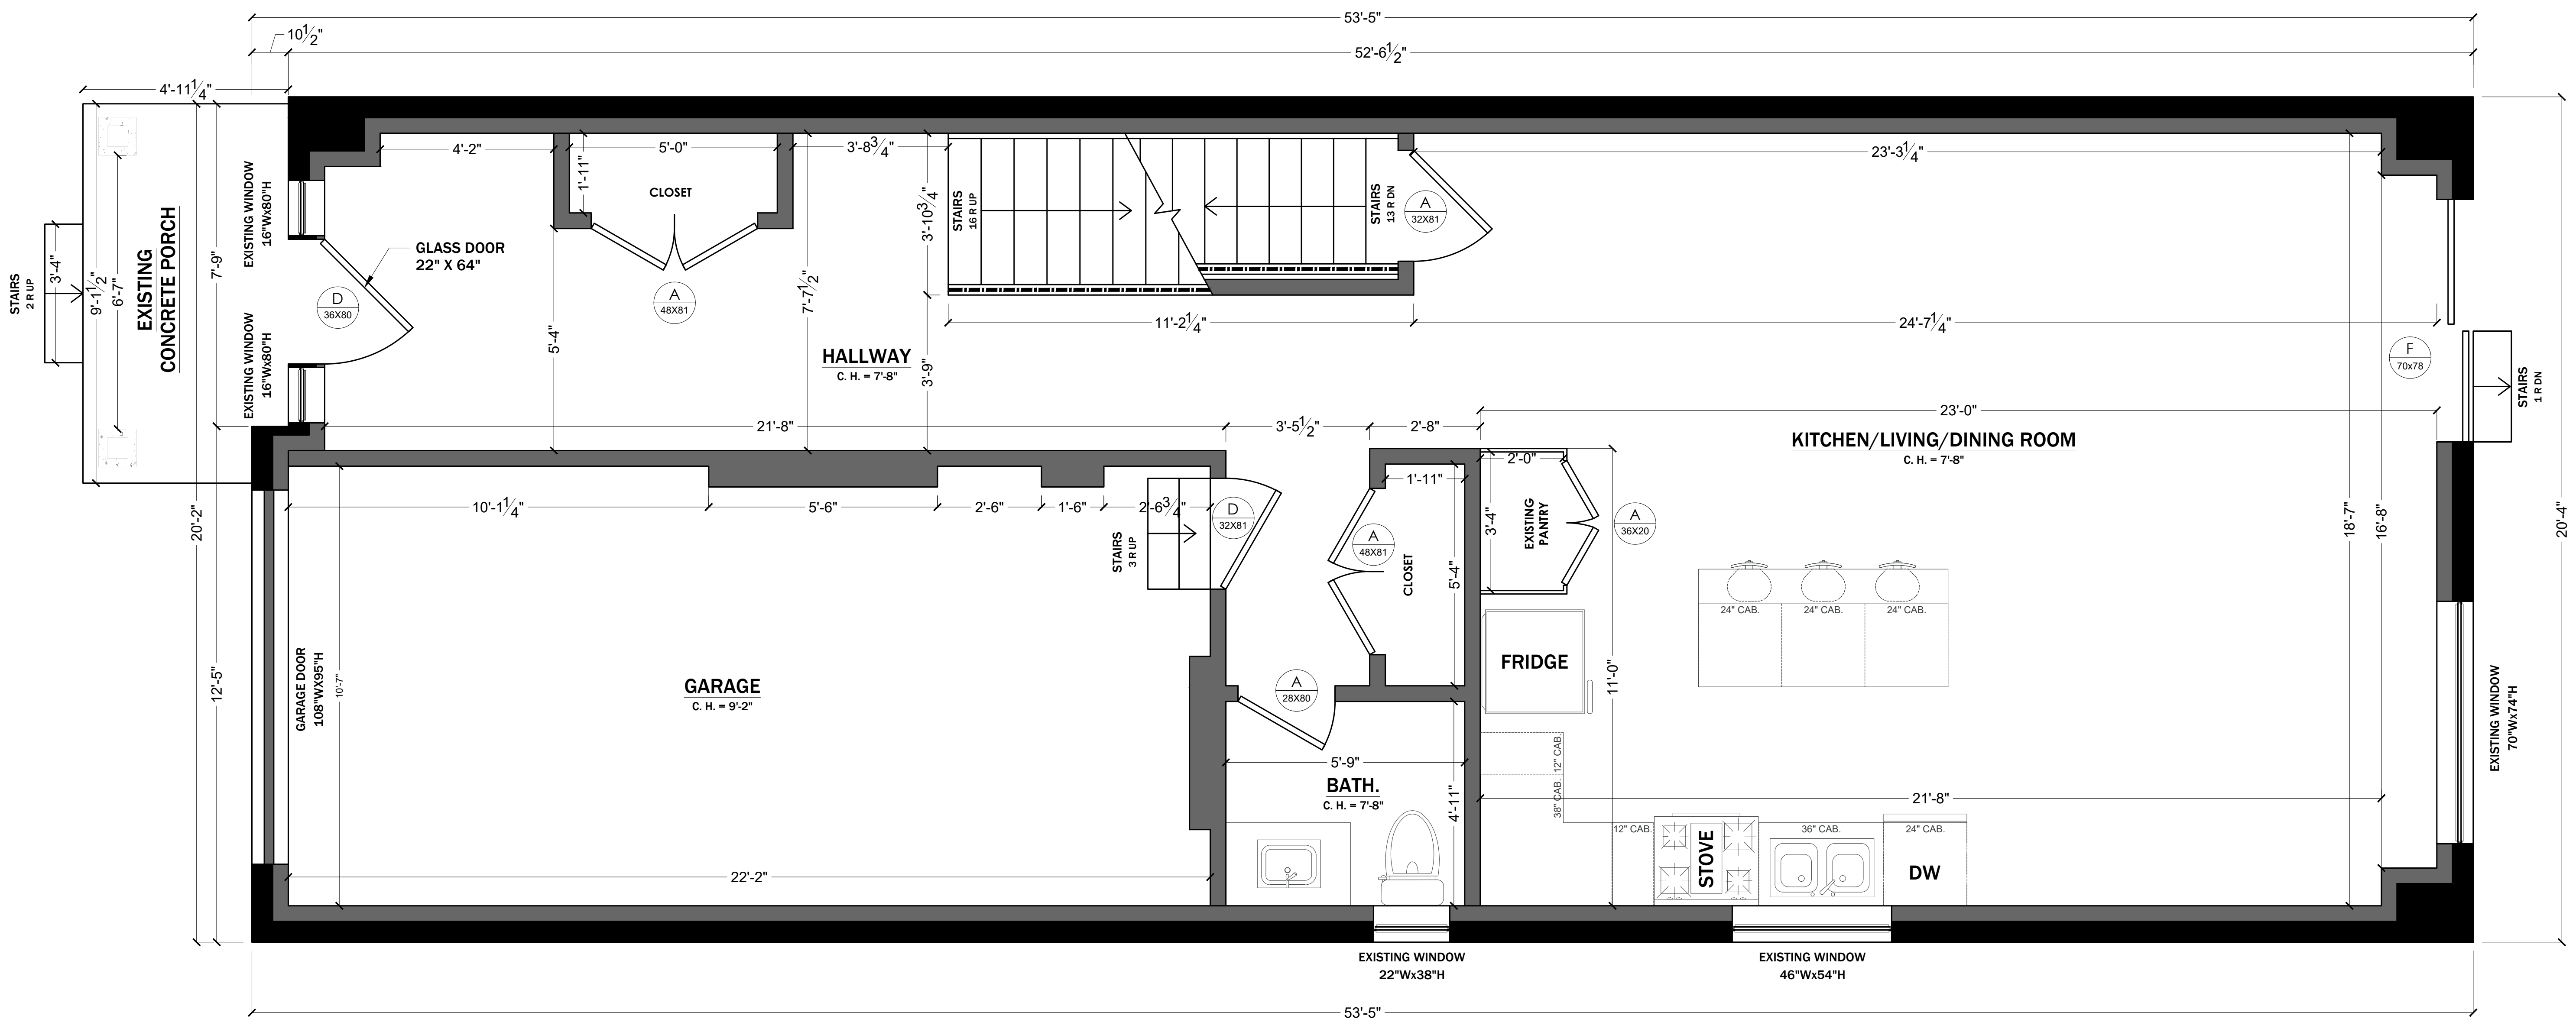 53'-5"
10 1/2"
52'-6 1/2"
4'-11 1/4"
4'-2"
5'-0"
3'-8 3/4"
23'-3 1/4"
1'-11"
CLOSET
EXISTING WINDOW
16"Wx80"H
STAIRS
16 R UP
3'-10 3/4"
STAIRS
13 R DN
A
32X81
EXISTING
CONCRETE PORCH
GLASS DOOR
22" X 64"
STAIRS
2 R UP
3'-4"
9'-1 1/2"
6'-7"
7'-9"
D
36X80
A
48X81
7'-7 1/2"
5'-4"
11'-2 1/4"
24'-7 1/4"
EXISTING WINDOW
16"Wx80"H
HALLWAY
C. H. = 7'-8"
3'-9"
F
70x78
STAIRS
1 R DN
21'-8"
3'-5 1/2"
2'-8"
23'-0"
KITCHEN/LIVING/DINING ROOM
C. H. = 7'-8"
2'-0"
1'-11"
10'-1 1/4"
5'-6"
2'-6"
1'-6"
2'-6 3/4"
D
32X81
STAIRS
3 R UP
A
48X81
CLOSET
5'-4"
3'-4"
EXISTING
PANTRY
A
36X20
20'-2"
18'-7"
16'-8"
20'-4"
24" CAB.
24" CAB.
24" CAB.
12'-5"
GARAGE DOOR
108"WX95"H
10'-7"
GARAGE
C. H. = 9'-2"
A
28X80
FRIDGE
11'-0"
EXISTING WINDOW
70"Wx74"H
5'-9"
BATH.
C. H. = 7'-8"
4'-11"
12" CAB.
38" CAB.
21'-8"
12" CAB.
STOVE
36" CAB.
24" CAB.
DW
22'-2"
EXISTING WINDOW
22"Wx38"H
EXISTING WINDOW
46"Wx54"H
53'-5"